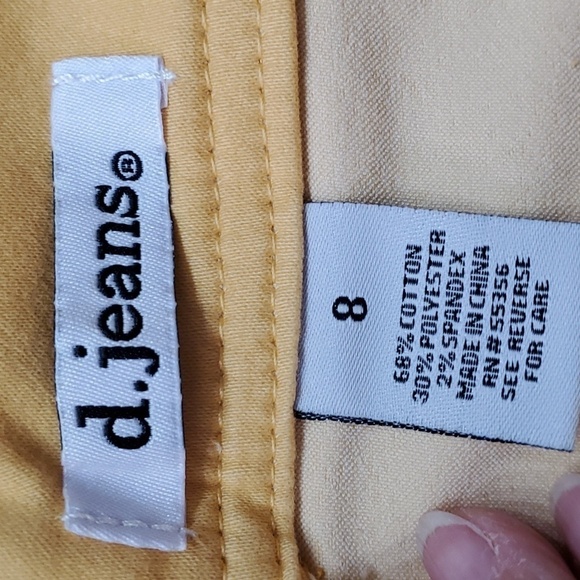 d.jeans®
8
68% COTTON
30% POLYESTER
2% SPANDEX
MADE IN CHINA
RN # 55356
SEE REVERSE
FOR CARE